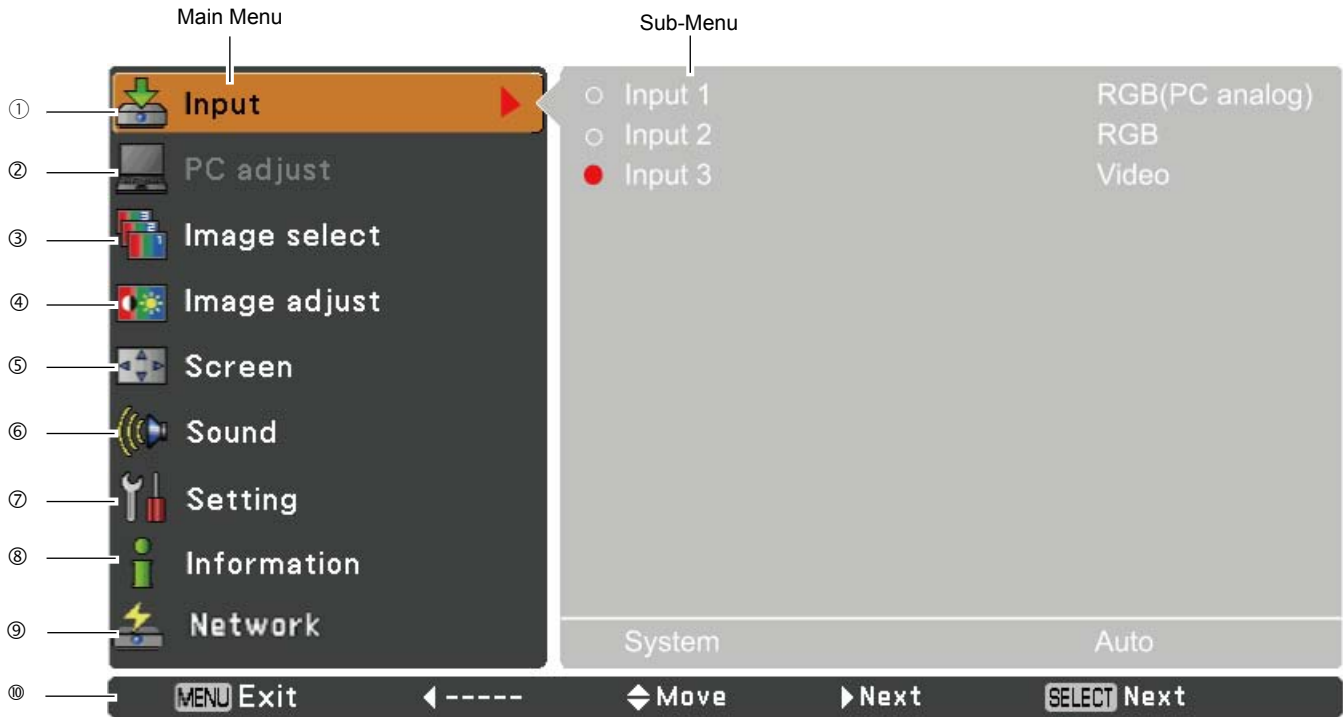 Main Menu
Sub-Menu
① Input
Input 1 RGB(PC analog)
Input 2 RGB
Input 3 Video
② PC adjust
③ Image select
④ Image adjust
⑤ Screen
⑥ Sound
⑦ Setting
⑧ Information
⑨ Network
System Auto
⑩ MENU Exit ◀----- Move ▶Next SELECT Next